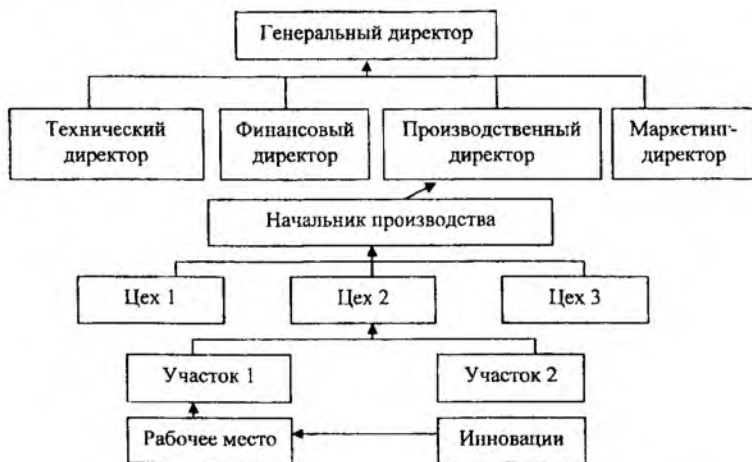 Генеральный директор
Технический
директор
Финансовый
директор
Производственный
директор
Маркетинг-
директор
Начальник производства
Цех 1
Цех 2
Цех 3
Участок 1
Участок 2
Рабочее место
Инновации